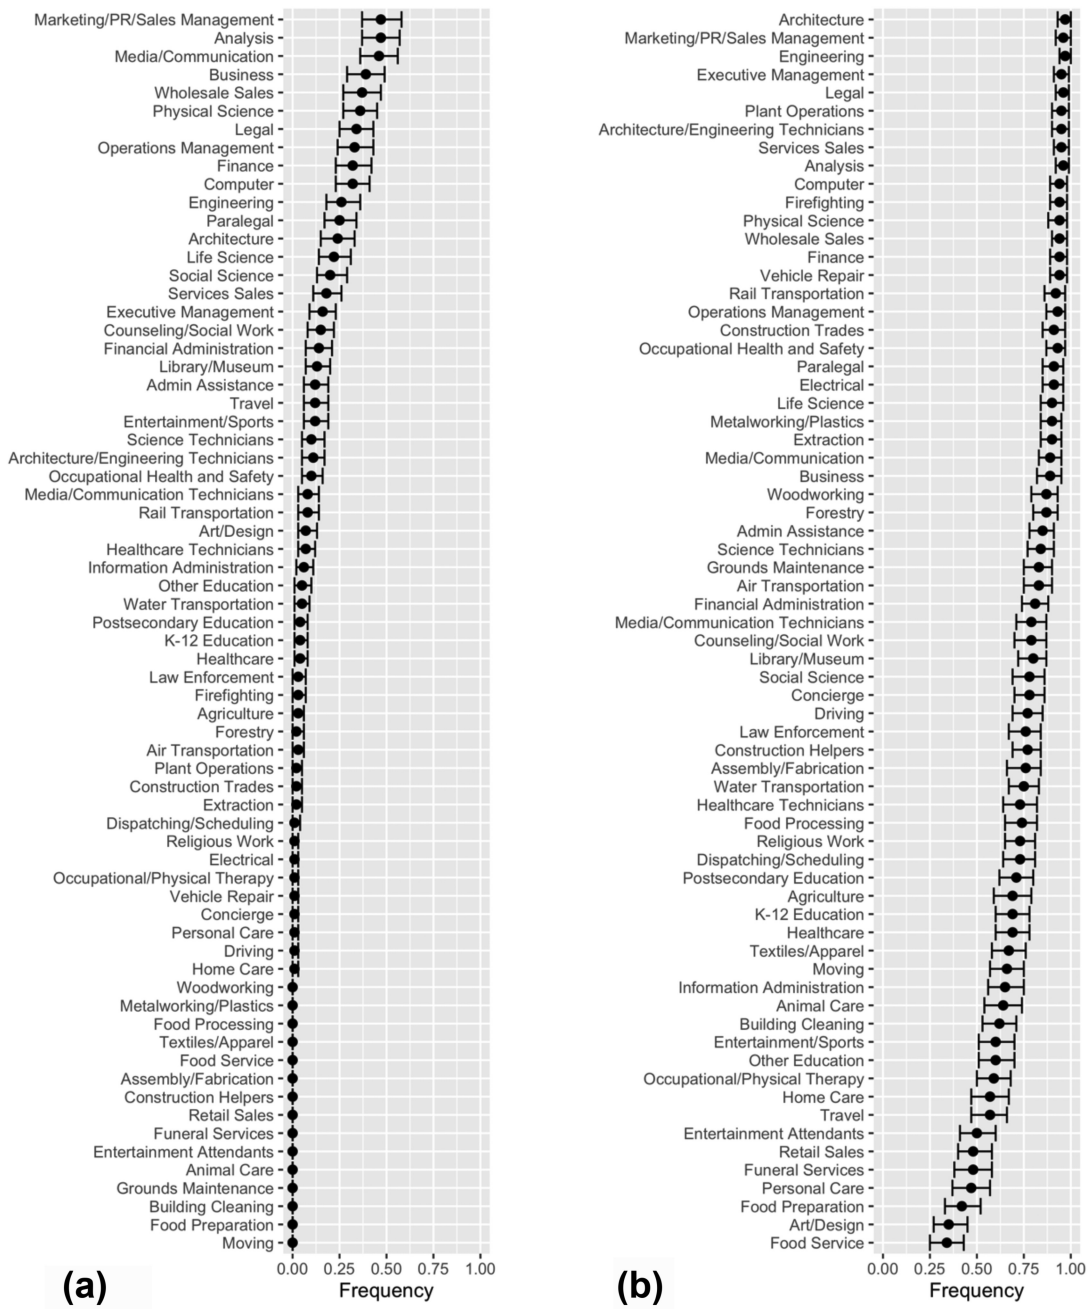 Marketing/PR/Sales Management
Analysis
Media/Communication
Business
Wholesale Sales
Physical Science
Legal
Operations Management
Finance
Computer
Engineering
Paralegal
Architecture
Life Science
Social Science
Services Sales
Executive Management
Counseling/Social Work
Financial Administration
Library/Museum
Admin Assistance
Travel
Entertainment/Sports
Science Technicians
Architecture/Engineering Technicians
Occupational Health and Safety
Media/Communication Technicians
Rail Transportation
Art/Design
Healthcare Technicians
Information Administration
Other Education
Water Transportation
Postsecondary Education
K-12 Education
Healthcare
Law Enforcement
Firefighting
Agriculture
Forestry
Air Transportation
Plant Operations
Construction Trades
Extraction
Dispatching/Scheduling
Religious Work
Electrical
Occupational/Physical Therapy
Vehicle Repair
Concierge
Personal Care
Driving
Home Care
Woodworking
Metalworking/Plastics
Food Processing
Textiles/Apparel
Food Service
Assembly/Fabrication
Construction Helpers
Retail Sales
Funeral Services
Entertainment Attendants
Animal Care
Grounds Maintenance
Building Cleaning
Food Preparation
Moving
0.00 0.25 0.50 0.75 1.00
Frequency
(a)
Architecture
Marketing/PR/Sales Management
Engineering
Executive Management
Legal
Plant Operations
Architecture/Engineering Technicians
Services Sales
Analysis
Computer
Firefighting
Physical Science
Wholesale Sales
Finance
Vehicle Repair
Rail Transportation
Operations Management
Construction Trades
Occupational Health and Safety
Paralegal
Electrical
Life Science
Metalworking/Plastics
Extraction
Media/Communication
Business
Woodworking
Forestry
Admin Assistance
Science Technicians
Grounds Maintenance
Air Transportation
Financial Administration
Media/Communication Technicians
Counseling/Social Work
Library/Museum
Social Science
Concierge
Driving
Law Enforcement
Construction Helpers
Assembly/Fabrication
Water Transportation
Healthcare Technicians
Food Processing
Religious Work
Dispatching/Scheduling
Postsecondary Education
Agriculture
K-12 Education
Healthcare
Textiles/Apparel
Moving
Information Administration
Animal Care
Building Cleaning
Entertainment/Sports
Other Education
Occupational/Physical Therapy
Home Care
Travel
Entertainment Attendants
Retail Sales
Funeral Services
Personal Care
Food Preparation
Art/Design
Food Service
0.00 0.25 0.50 0.75 1.00
Frequency
(b)